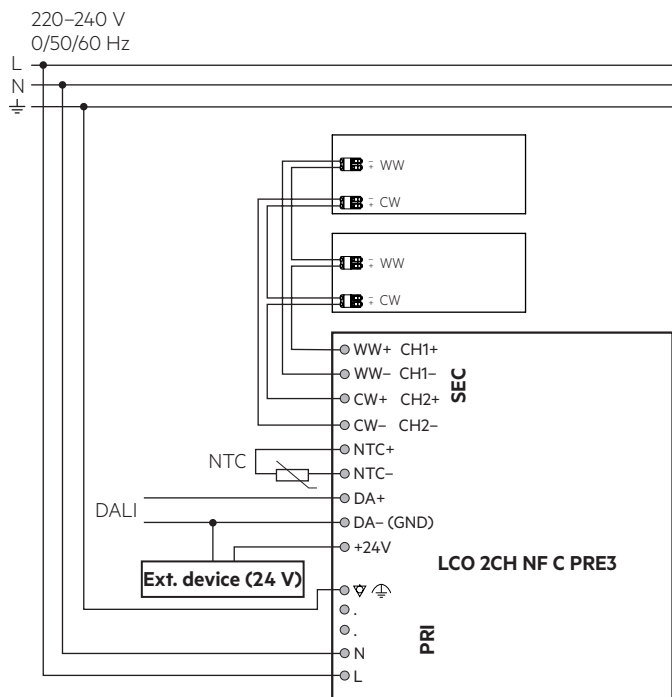 220–240 V
0/50/60 Hz
L
N
WW
CW
WW
CW
WW+ CH1+
WW– CH1–
CW+ CH2+
CW– CH2–
SEC
NTC+
NTC
NTC–
DA+
DALI
DA– (GND)
+24V
LCO 2CH NF C PRE3
Ext. device (24 V)
.
.
PRI
N
L